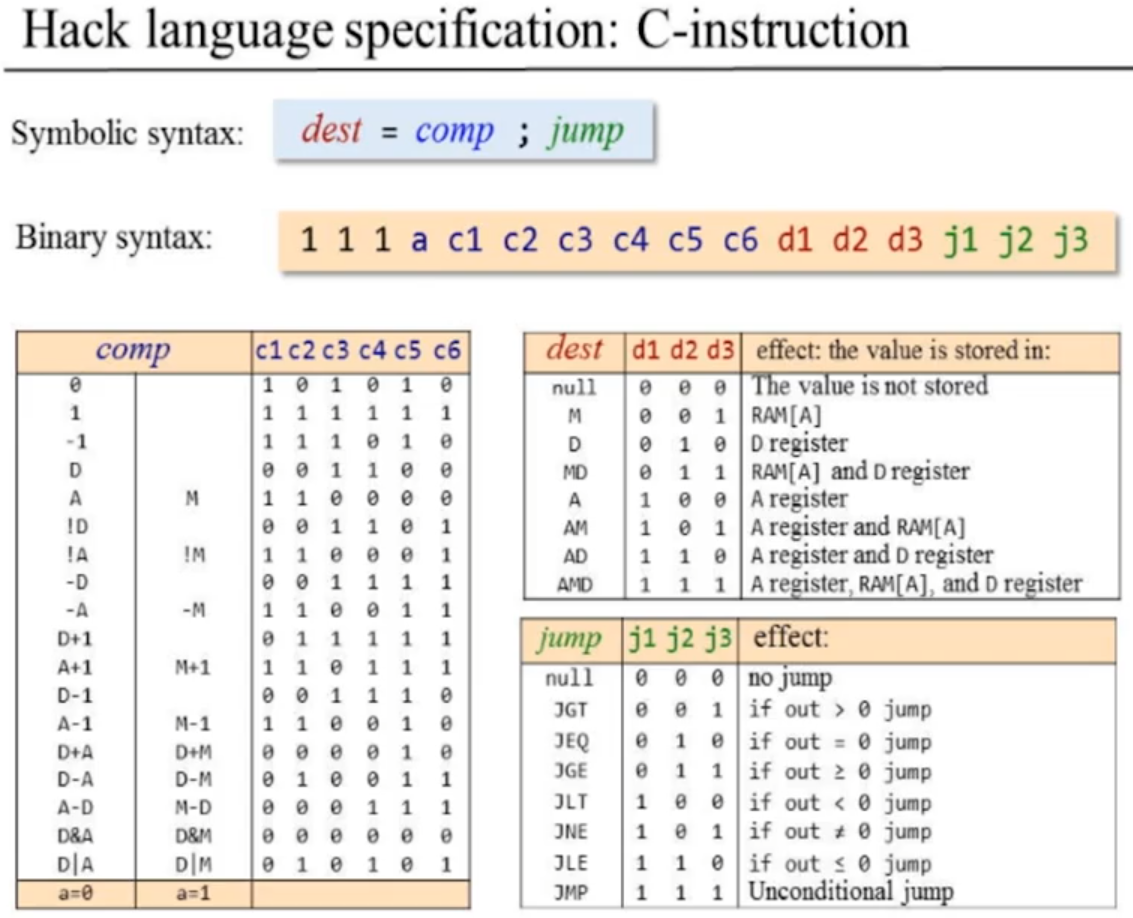 Hack language specification: C-instruction
Symbolic syntax: dest = comp ; jump
Binary syntax: 1 1 1 a c1 c2 c3 c4 c5 c6 d1 d2 d3 j1 j2 j3
comp c1 c2 c3 c4 c5 c6
0 1 0 1 0 1 0
1 1 1 1 1 1 1
-1 1 1 1 0 1 0
D 0 0 1 1 0 0
A M 1 1 0 0 0 0
!D 0 0 1 1 0 1
!A !M 1 1 0 0 0 1
-D 0 0 1 1 1 1
-A -M 1 1 0 0 1 1
D+1 0 1 1 1 1 1
A+1 M+1 1 1 0 1 1 1
D-1 0 0 1 1 1 0
A-1 M-1 1 1 0 0 1 0
D+A D+M 0 0 0 0 1 0
D-A D-M 0 1 0 0 1 1
A-D M-D 0 0 0 1 1 1
D&A D&M 0 0 0 0 0 0
D|A D|M 0 1 0 1 0 1
a=0 a=1
dest d1 d2 d3 effect: the value is stored in:
null 0 0 0 The value is not stored
M 0 0 1 RAM[A]
D 0 1 0 D register
MD 0 1 1 RAM[A] and D register
A 1 0 0 A register
AM 1 0 1 A register and RAM[A]
AD 1 1 0 A register and D register
AMD 1 1 1 A register, RAM[A], and D register
jump j1 j2 j3 effect:
null 0 0 0 no jump
JGT 0 0 1 if out > 0 jump
JEQ 0 1 0 if out = 0 jump
JGE 0 1 1 if out ≥ 0 jump
JLT 1 0 0 if out < 0 jump
JNE 1 0 1 if out ≠ 0 jump
JLE 1 1 0 if out ≤ 0 jump
JMP 1 1 1 Unconditional jump